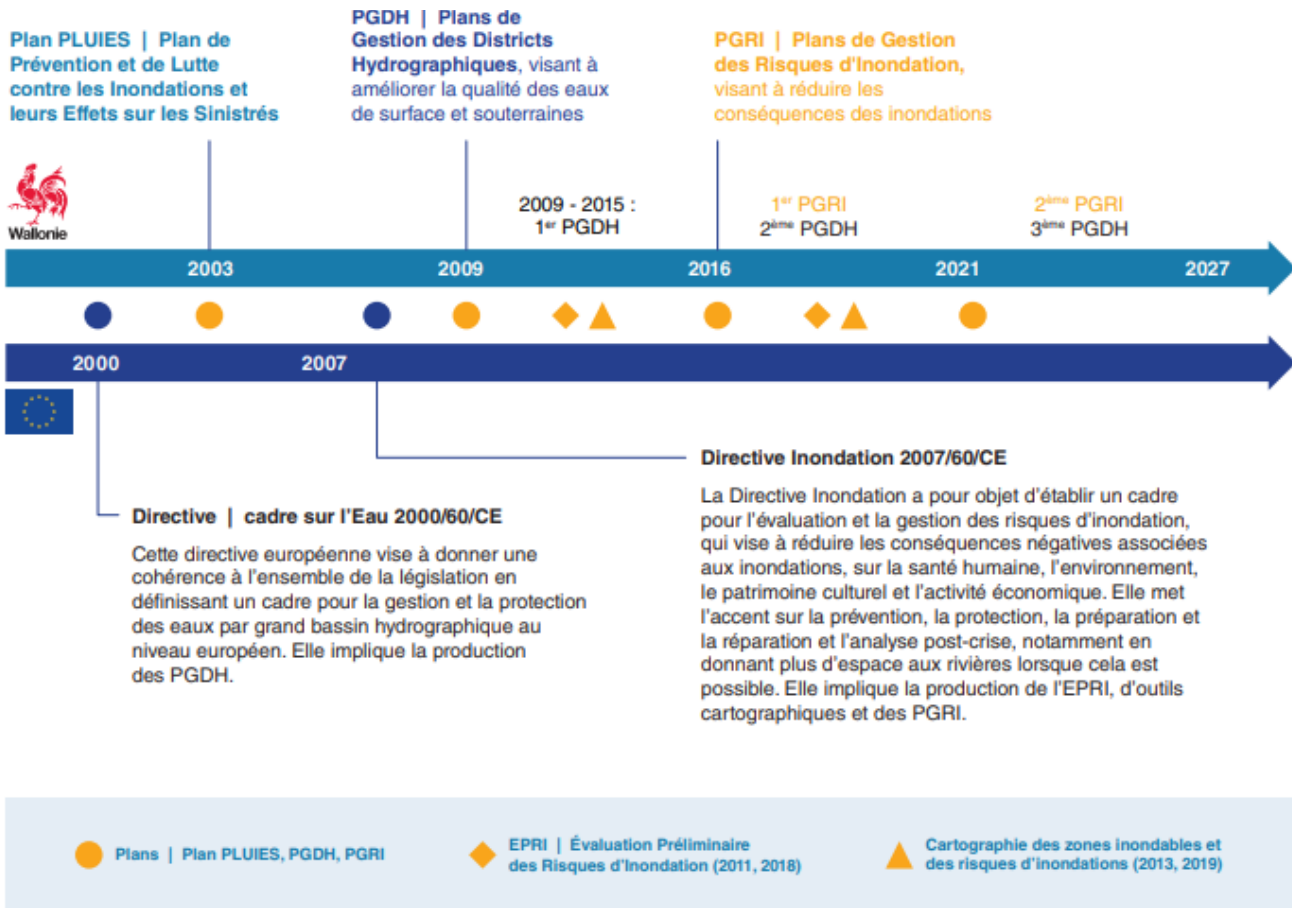 Plan PLUIES | Plan de
Prévention et de Lutte
contre les Inondations et
leurs Effets sur les Sinistrés
PGDH | Plans de
Gestion des Districts
Hydrographiques, visant à
améliorer la qualité des eaux
de surface et souterraines
PGRI | Plans de Gestion
des Risques d'Inondation,
visant à réduire les
conséquences des inondations
Wallonie
2009 - 2015 :
1er PGDH
1er PGRI
2ème PGDH
2ème PGRI
3ème PGDH
2003
2009
2016
2021
2027
2000
2007
Directive | cadre sur l'Eau 2000/60/CE
Cette directive européenne vise à donner une
cohérence à l'ensemble de la législation en
définissant un cadre pour la gestion et la protection
des eaux par grand bassin hydrographique au
niveau européen. Elle implique la production
des PGDH.
Directive Inondation 2007/60/CE
La Directive Inondation a pour objet d'établir un cadre
pour l'évaluation et la gestion des risques d'inondation,
qui vise à réduire les conséquences négatives associées
aux inondations, sur la santé humaine, l'environnement,
le patrimoine culturel et l'activité économique. Elle met
l'accent sur la prévention, la protection, la préparation et
la réparation et l'analyse post-crise, notamment en
donnant plus d'espace aux rivières lorsque cela est
possible. Elle implique la production de l'EPRI, d'outils
cartographiques et des PGRI.
Plans | Plan PLUIES, PGDH, PGRI
EPRI | Évaluation Préliminaire
des Risques d'Inondation (2011, 2018)
Cartographie des zones inondables et
des risques d'inondations (2013, 2019)